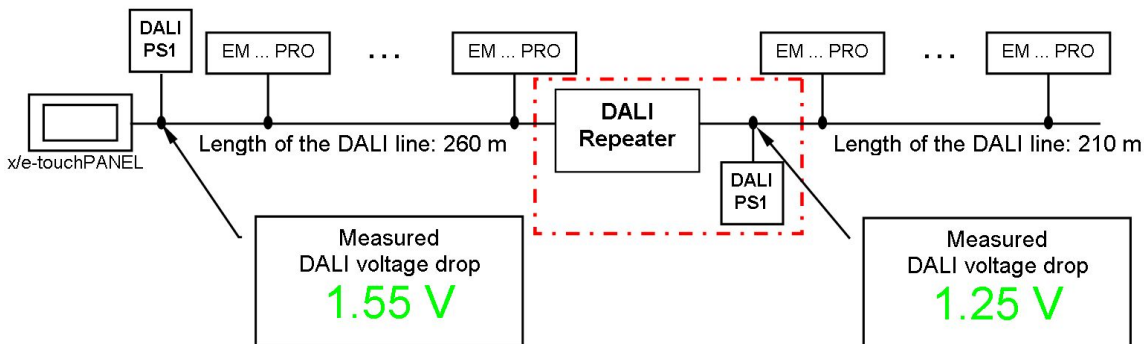 DALI
PS1
EM ... PRO
...
EM ... PRO
EM ... PRO
...
EM ... PRO
DALI
Repeater
x/e-touchPANEL
Length of the DALI line: 260 m
Length of the DALI line: 210 m
DALI
PS1
Measured
DALI voltage drop
1.55 V
Measured
DALI voltage drop
1.25 V